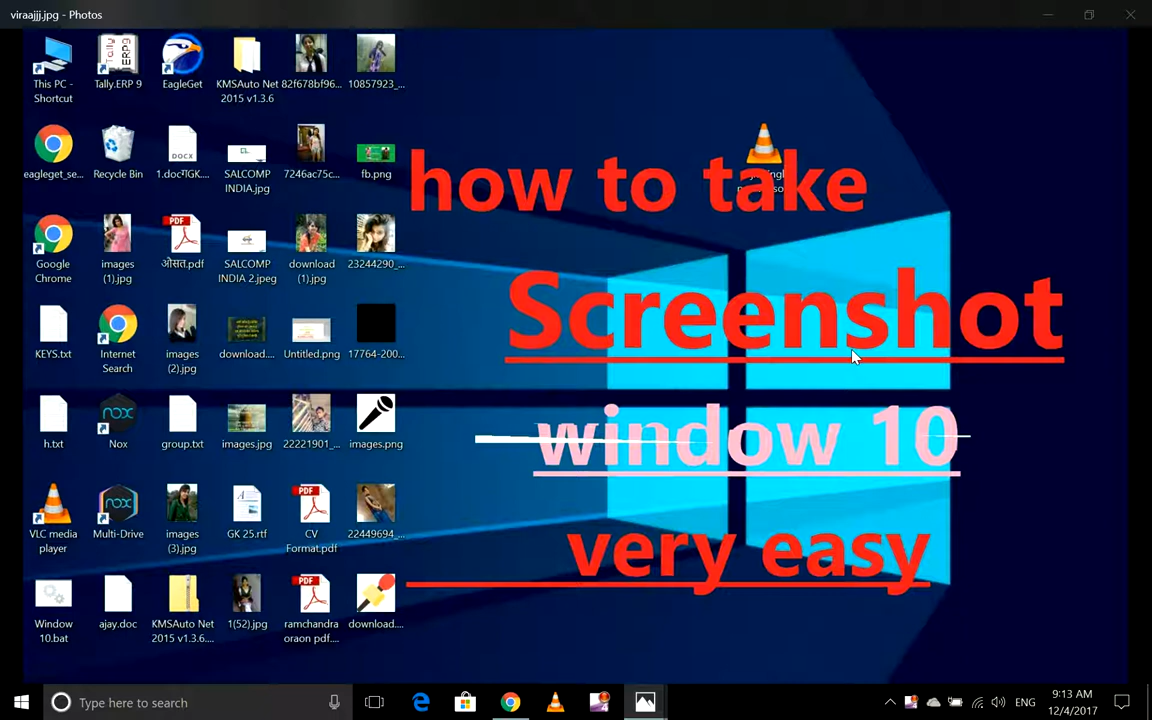 viraajjj.jpg - Photos
This PC - Shortcut
Tally.ERP 9
EagleGet
KMSAuto Net 2015 v1.3.6
82f678bf96...
10857923_...
eagleget_se...
Recycle Bin
1.docगGK....
SALCOMP INDIA.jpg
7246ac75c...
fb.png
how to take
Google Chrome
images (1).jpg
औसत.pdf
SALCOMP INDIA 2.jpeg
download (1).jpg
23244290_...
Screenshot
KEYS.txt
Internet Search
images (2).jpg
download....
Untitled.png
17764-200...
window 10
h.txt
Nox
group.txt
images.jpg
22221901_...
images.png
very easy
VLC media player
Multi-Drive
images (3).jpg
GK 25.rtf
CV Format.pdf
22449694_...
Window 10.bat
ajay.doc
KMSAuto Net 2015 v1.3.6....
1(52).jpg
ramchandra oraon pdf....
download....
Type here to search
ENG
9:13 AM
12/4/2017